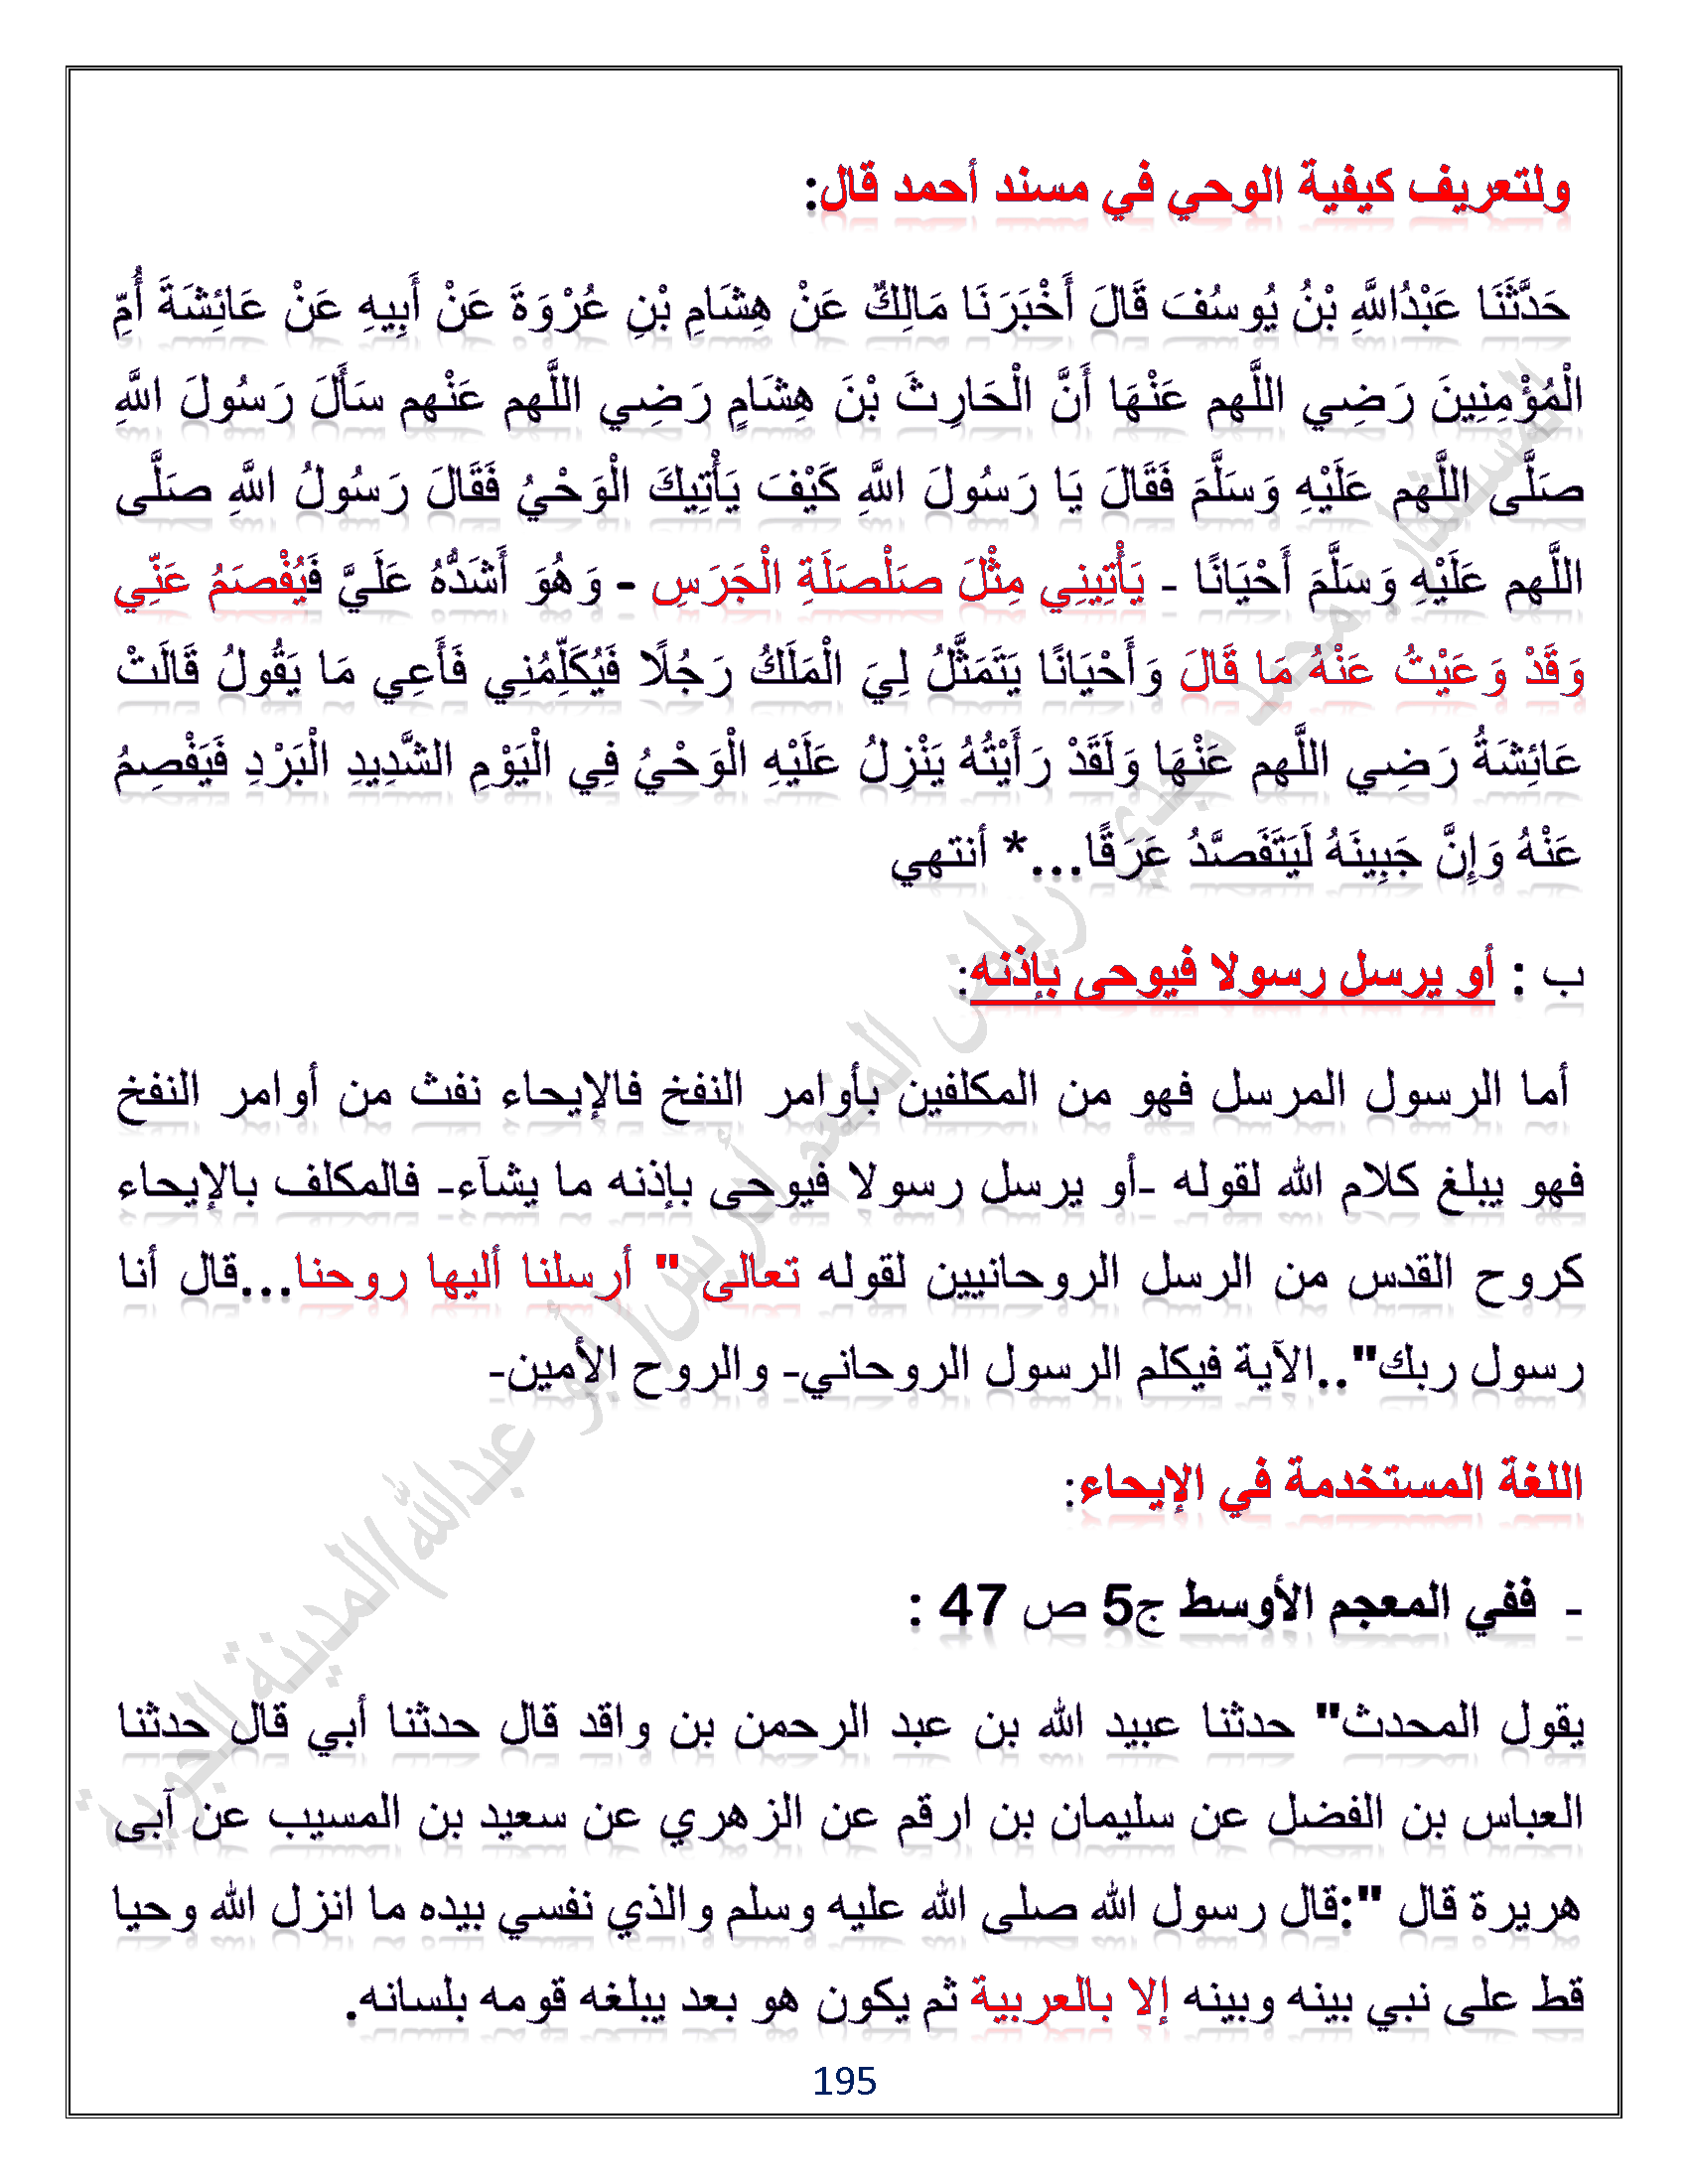 ولتعريف كيفية الوحي في مسند أحمد قال:
حَدَّثَنَا عَبْدُاللَّهِ بْنُ يُوسُفَ قَالَ أَخْبَرَنَا مَالِكٌ عَنْ هِشَامِ بْنِ عُرْوَةَ عَنْ أَبِيهِ عَنْ عَائِشَةَ أُمِّ
الْمُؤْمِنِينَ رَضِي اللَّهم عَنْهَا أَنَّ الْحَارِثَ بْنَ هِشَامٍ رَضِي اللَّهم عَنْهم سَأَلَ رَسُولَ اللَّهِ
صَلَّى اللَّهم عَلَيْهِ وَسَلَّمَ فَقَالَ يَا رَسُولَ اللَّهِ كَيْفَ يَأْتِيكَ الْوَحْيُ فَقَالَ رَسُولُ اللَّهِ صَلَّى
اللَّهم عَلَيْهِ وَسَلَّمَ أَحْيَانًا - يَأْتِينِي مِثْلَ صَلْصَلَةِ الْجَرَسِ - وَهُوَ أَشَدُّهُ عَلَيَّ فَيُفْصَمُ عَنِّي
وَقَدْ وَعَيْتُ عَنْهُ مَا قَالَ وَأَحْيَانًا يَتَمَثَّلُ لِيَ الْمَلَكُ رَجُلًا فَيُكَلِّمُنِي فَأَعِي مَا يَقُولُ قَالَتْ
عَائِشَةُ رَضِي اللَّهم عَنْهَا وَلَقَدْ رَأَيْتُهُ يَنْزِلُ عَلَيْهِ الْوَحْيُ فِي الْيَوْمِ الشَّدِيدِ الْبَرْدِ فَيَفْصِمُ
عَنْهُ وَإِنَّ جَبِينَهُ لَيَتَفَصَّدُ عَرَقًا...* أنتهي
ب : أو يرسل رسولا فيوحى بإذنه:
أما الرسول المرسل فهو من المكلفين بأوامر النفخ فالإيحاء نفث من أوامر النفخ
فهو يبلغ كلام الله لقوله -أو يرسل رسولا فيوحى بإذنه ما يشآء- فالمكلف بالإيحاء
كروح القدس من الرسل الروحانيين لقوله تعالى " أرسلنا أليها روحنا...قال أنا
رسول ربك"..الآية فيكلم الرسول الروحاني- والروح الأمين-
اللغة المستخدمة في الإيحاء:
- ففي المعجم الأوسط ج5 ص 47 :
يقول المحدث" حدثنا عبيد الله بن عبد الرحمن بن واقد قال حدثنا أبي قال حدثنا
العباس بن الفضل عن سليمان بن ارقم عن الزهري عن سعيد بن المسيب عن آبى
هريرة قال ":قال رسول الله صلى الله عليه وسلم والذي نفسي بيده ما انزل الله وحيا
قط على نبي بينه وبينه إلا بالعربية ثم يكون هو بعد يبلغه قومه بلسانه.
195